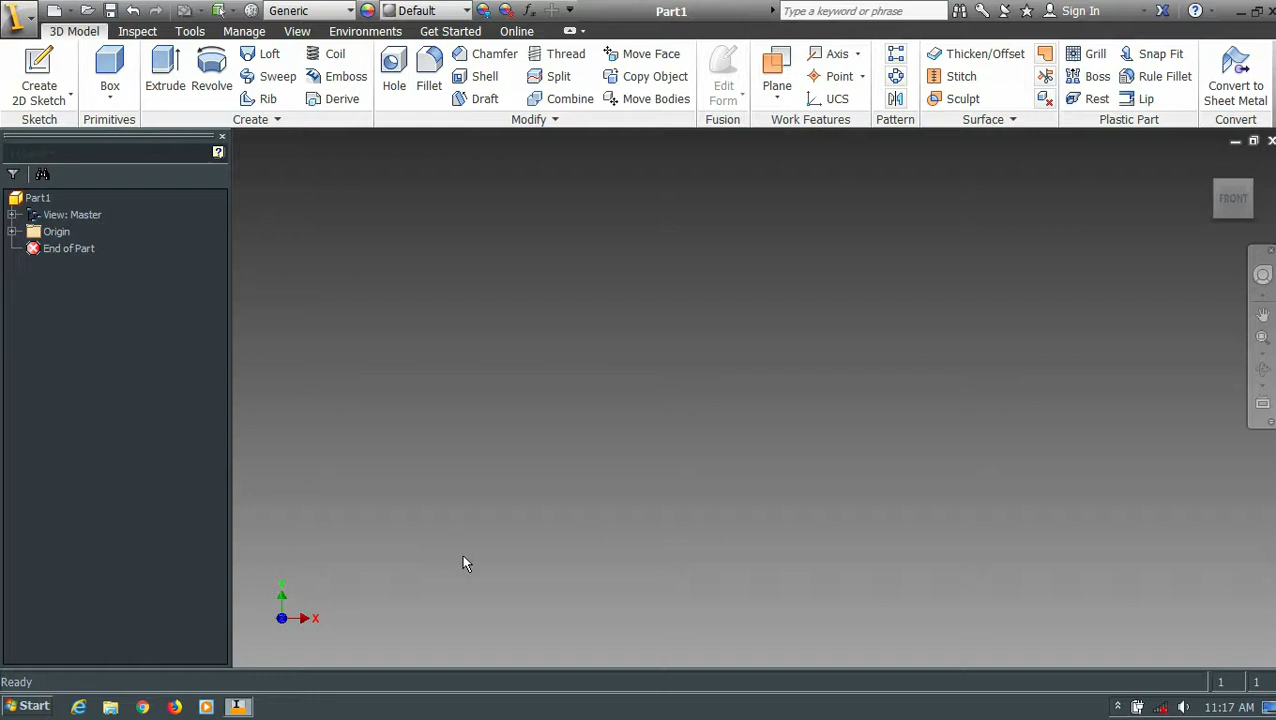 Generic Default Part1 Type a keyword or phrase Sign In
3D Model Inspect Tools Manage View Environments Get Started Online
Create 2D Sketch
Box
Extrude
Revolve
Loft
Sweep
Rib
Coil
Emboss
Derive
Hole
Fillet
Chamfer
Shell
Draft
Thread
Split
Combine
Move Face
Copy Object
Move Bodies
Edit Form
Plane
Axis
Point
UCS
Thicken/Offset
Stitch
Sculpt
Grill
Boss
Rest
Snap Fit
Rule Fillet
Lip
Convert to Sheet Metal
Sketch Primitives Create Modify Fusion Work Features Pattern Surface Plastic Part Convert
Part1
View: Master
Origin
End of Part
FRONT
X
Ready 1 1
Start 11:17 AM